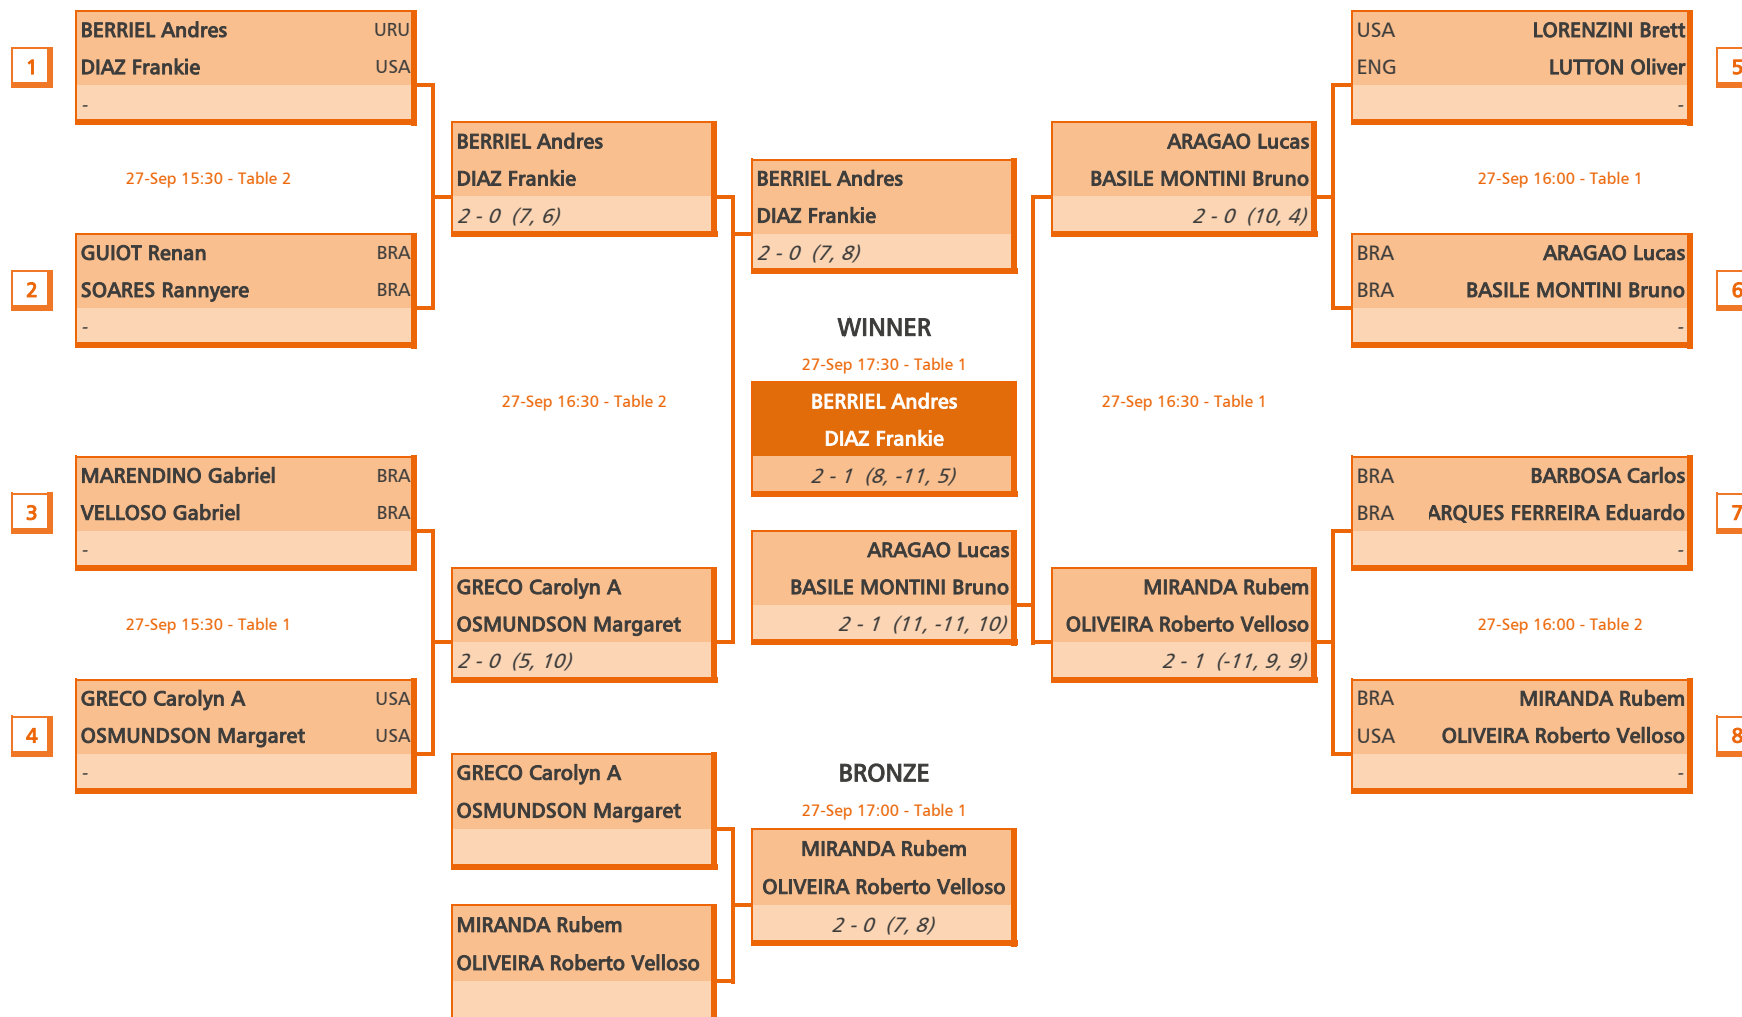 BERRIEL Andres URU
1
DIAZ Frankie USA
-
27-Sep 15:30 - Table 2
GUIOT Renan BRA
2
SOARES Rannyere BRA
-
MARENDINO Gabriel BRA
3
VELLOSO Gabriel BRA
-
27-Sep 15:30 - Table 1
GRECO Carolyn A USA
4
OSMUNDSON Margaret USA
-
BERRIEL Andres
DIAZ Frankie
2 - 0 (7, 6)
27-Sep 16:30 - Table 2
GRECO Carolyn A
OSMUNDSON Margaret
2 - 0 (5, 10)
GRECO Carolyn A
OSMUNDSON Margaret
MIRANDA Rubem
OLIVEIRA Roberto Velloso
BERRIEL Andres
DIAZ Frankie
2 - 0 (7, 8)
WINNER
27-Sep 17:30 - Table 1
BERRIEL Andres
DIAZ Frankie
2 - 1 (8, -11, 5)
ARAGAO Lucas
BASILE MONTINI Bruno
2 - 1 (11, -11, 10)
BRONZE
27-Sep 17:00 - Table 1
MIRANDA Rubem
OLIVEIRA Roberto Velloso
2 - 0 (7, 8)
ARAGAO Lucas
BASILE MONTINI Bruno
2 - 0 (10, 4)
27-Sep 16:30 - Table 1
MIRANDA Rubem
OLIVEIRA Roberto Velloso
2 - 1 (-11, 9, 9)
USA LORENZINI Brett
5
ENG LUTTON Oliver
-
27-Sep 16:00 - Table 1
BRA ARAGAO Lucas
6
BRA BASILE MONTINI Bruno
-
BRA BARBOSA Carlos
7
BRA ARQUES FERREIRA Eduardo
-
27-Sep 16:00 - Table 2
BRA MIRANDA Rubem
8
USA OLIVEIRA Roberto Velloso
-